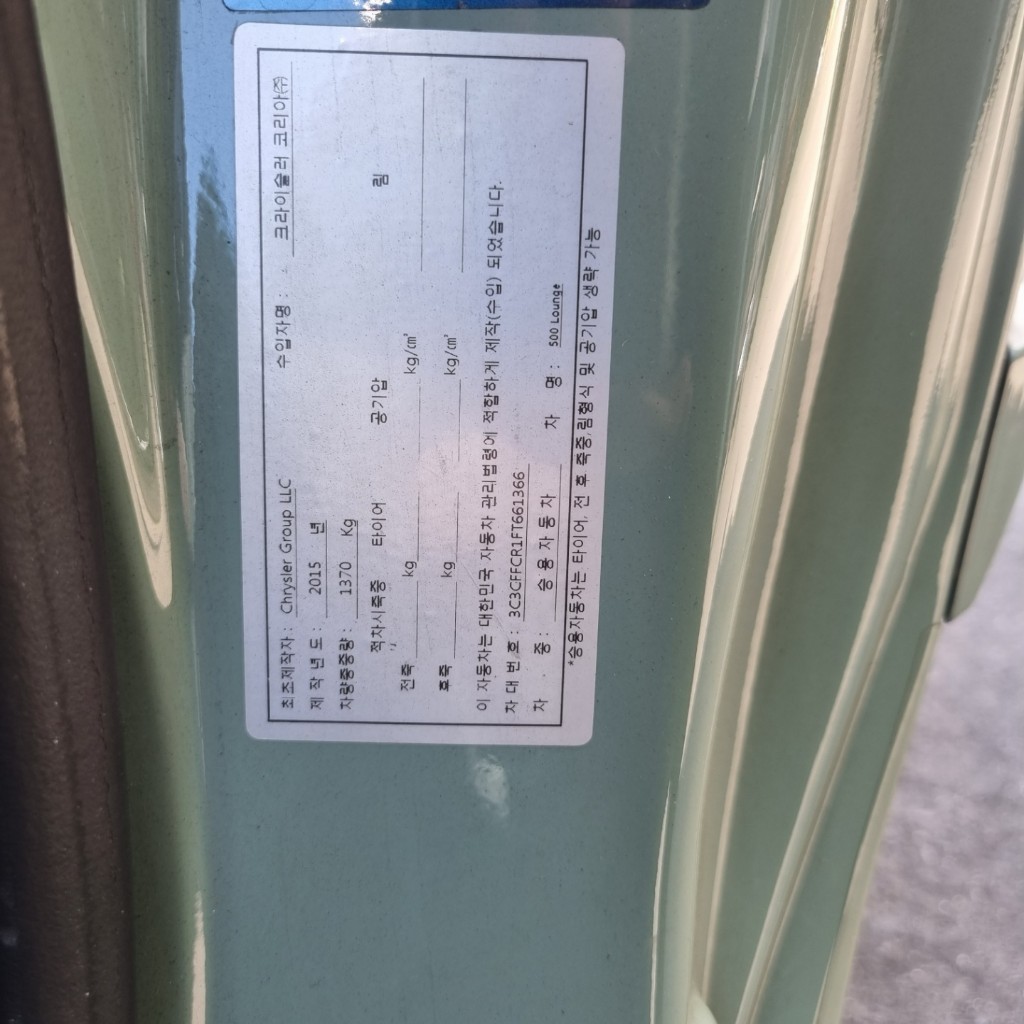 최초제작자 : Chrysler Group LLC 수입자명 : 크라이슬러 코리아㈜
제 작 년 도 : 2015 년
차량총중량 : 1370 Kg
적차시축중 타이어 공기압 림
전축 kg kg/㎠
후축 kg kg/㎠
이 자동차는 대한민국 자동차 관리법령에 적합하게 제작(수입) 되었습니다.
차 대 번 호 : 3C3CFFCR1FT661366
차 종: 승용자동차 차 명 : 500 Lounge
*승용자동차는 타이어, 전 후 축중,림형식 및 공기압 생략 가능